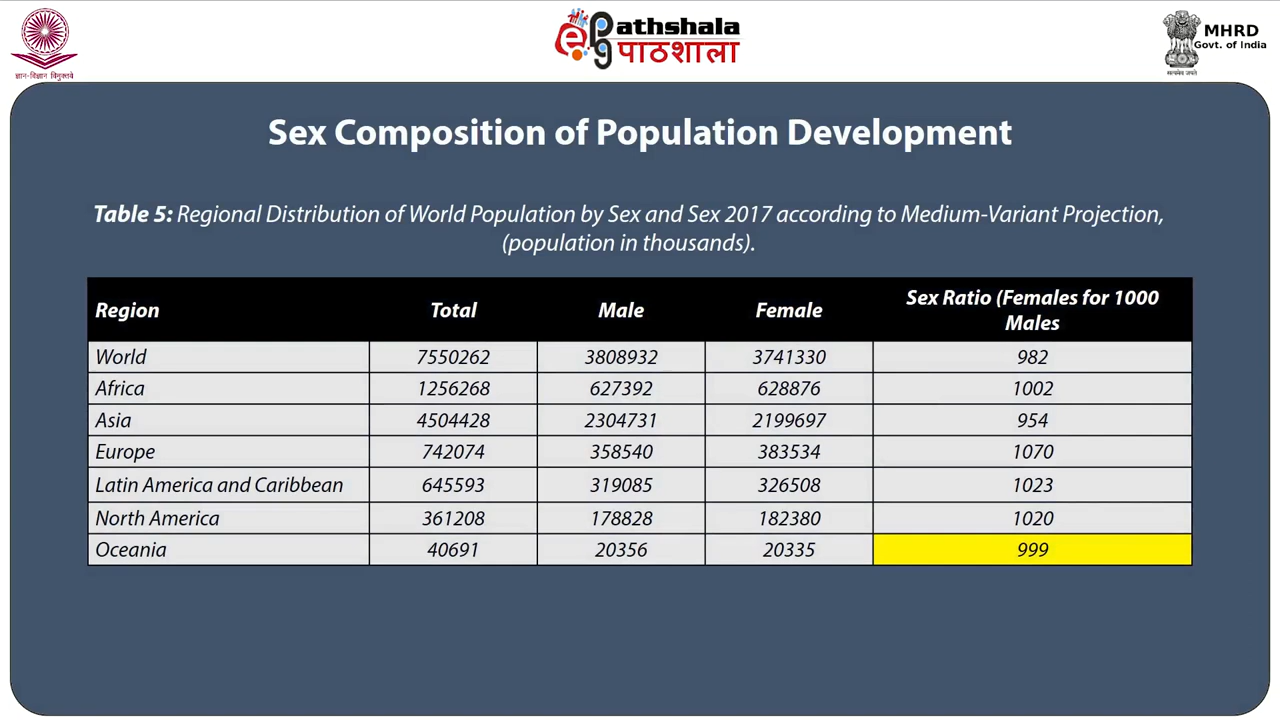 ज्ञान-विज्ञान विमुक्तये
ePathshala
पाठशाला
MHRD
Govt. of India
सत्यमेव जयते
Sex Composition of Population Development
Table 5: Regional Distribution of World Population by Sex and Sex 2017 according to Medium-Variant Projection,
(population in thousands).
Region Total Male Female Sex Ratio (Females for 1000
Males
World 7550262 3808932 3741330 982
Africa 1256268 627392 628876 1002
Asia 4504428 2304731 2199697 954
Europe 742074 358540 383534 1070
Latin America and Caribbean 645593 319085 326508 1023
North America 361208 178828 182380 1020
Oceania 40691 20356 20335 999